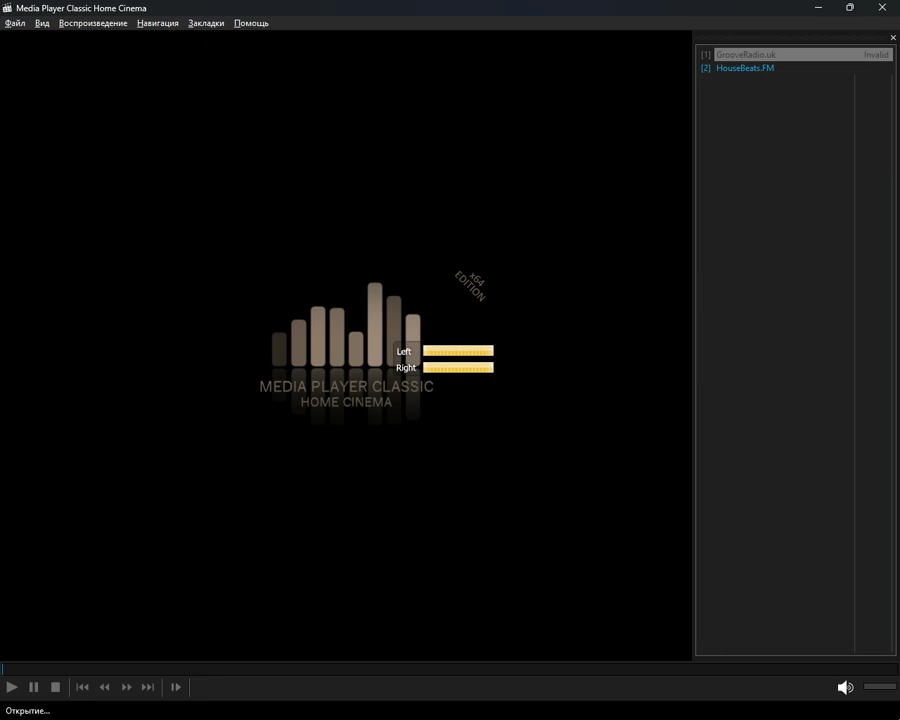 Media Player Classic Home Cinema
Файл Вид Воспроизведение Навигация Закладки Помощь
[1] GrooveRadio.uk Invalid
[2] HouseBeats.FM
x64
EDITION
Left
Right
MEDIA PLAYER CLASSIC
HOME CINEMA
Открытие...